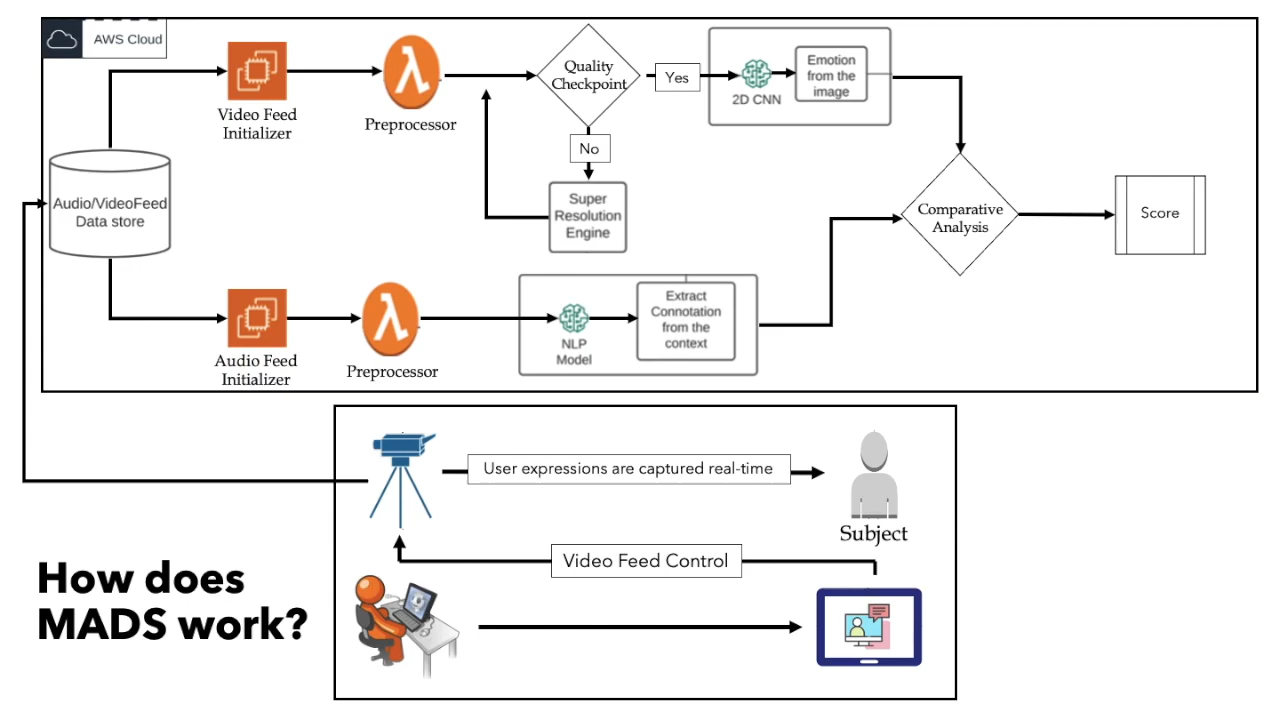 AWS Cloud
Video Feed
Initializer
Preprocessor
Quality
Checkpoint
Yes
2D CNN
Emotion
from the
image
No
Super
Resolution
Engine
Audio/VideoFeed
Data store
Comparative
Analysis
Score
Audio Feed
Initializer
Preprocessor
NLP
Model
Extract
Connotation
from the
context
User expressions are captured real-time
Subject
Video Feed Control
How does
MADS work?